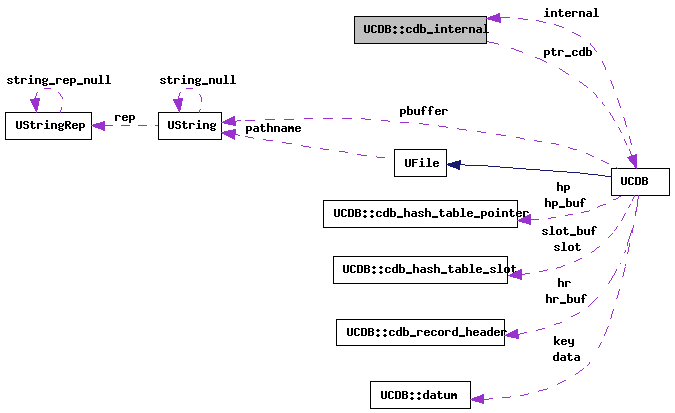 internal
UCDB::cdb_internal
ptr_cdb
string_rep_null
string_null
pbuffer
rep
UStringRep
UString
pathname
UFile
UCDB
hp
hp_buf
UCDB::cdb_hash_table_pointer
slot_buf
slot
UCDB::cdb_hash_table_slot
hr
hr_buf
UCDB::cdb_record_header
key
data
UCDB::datum